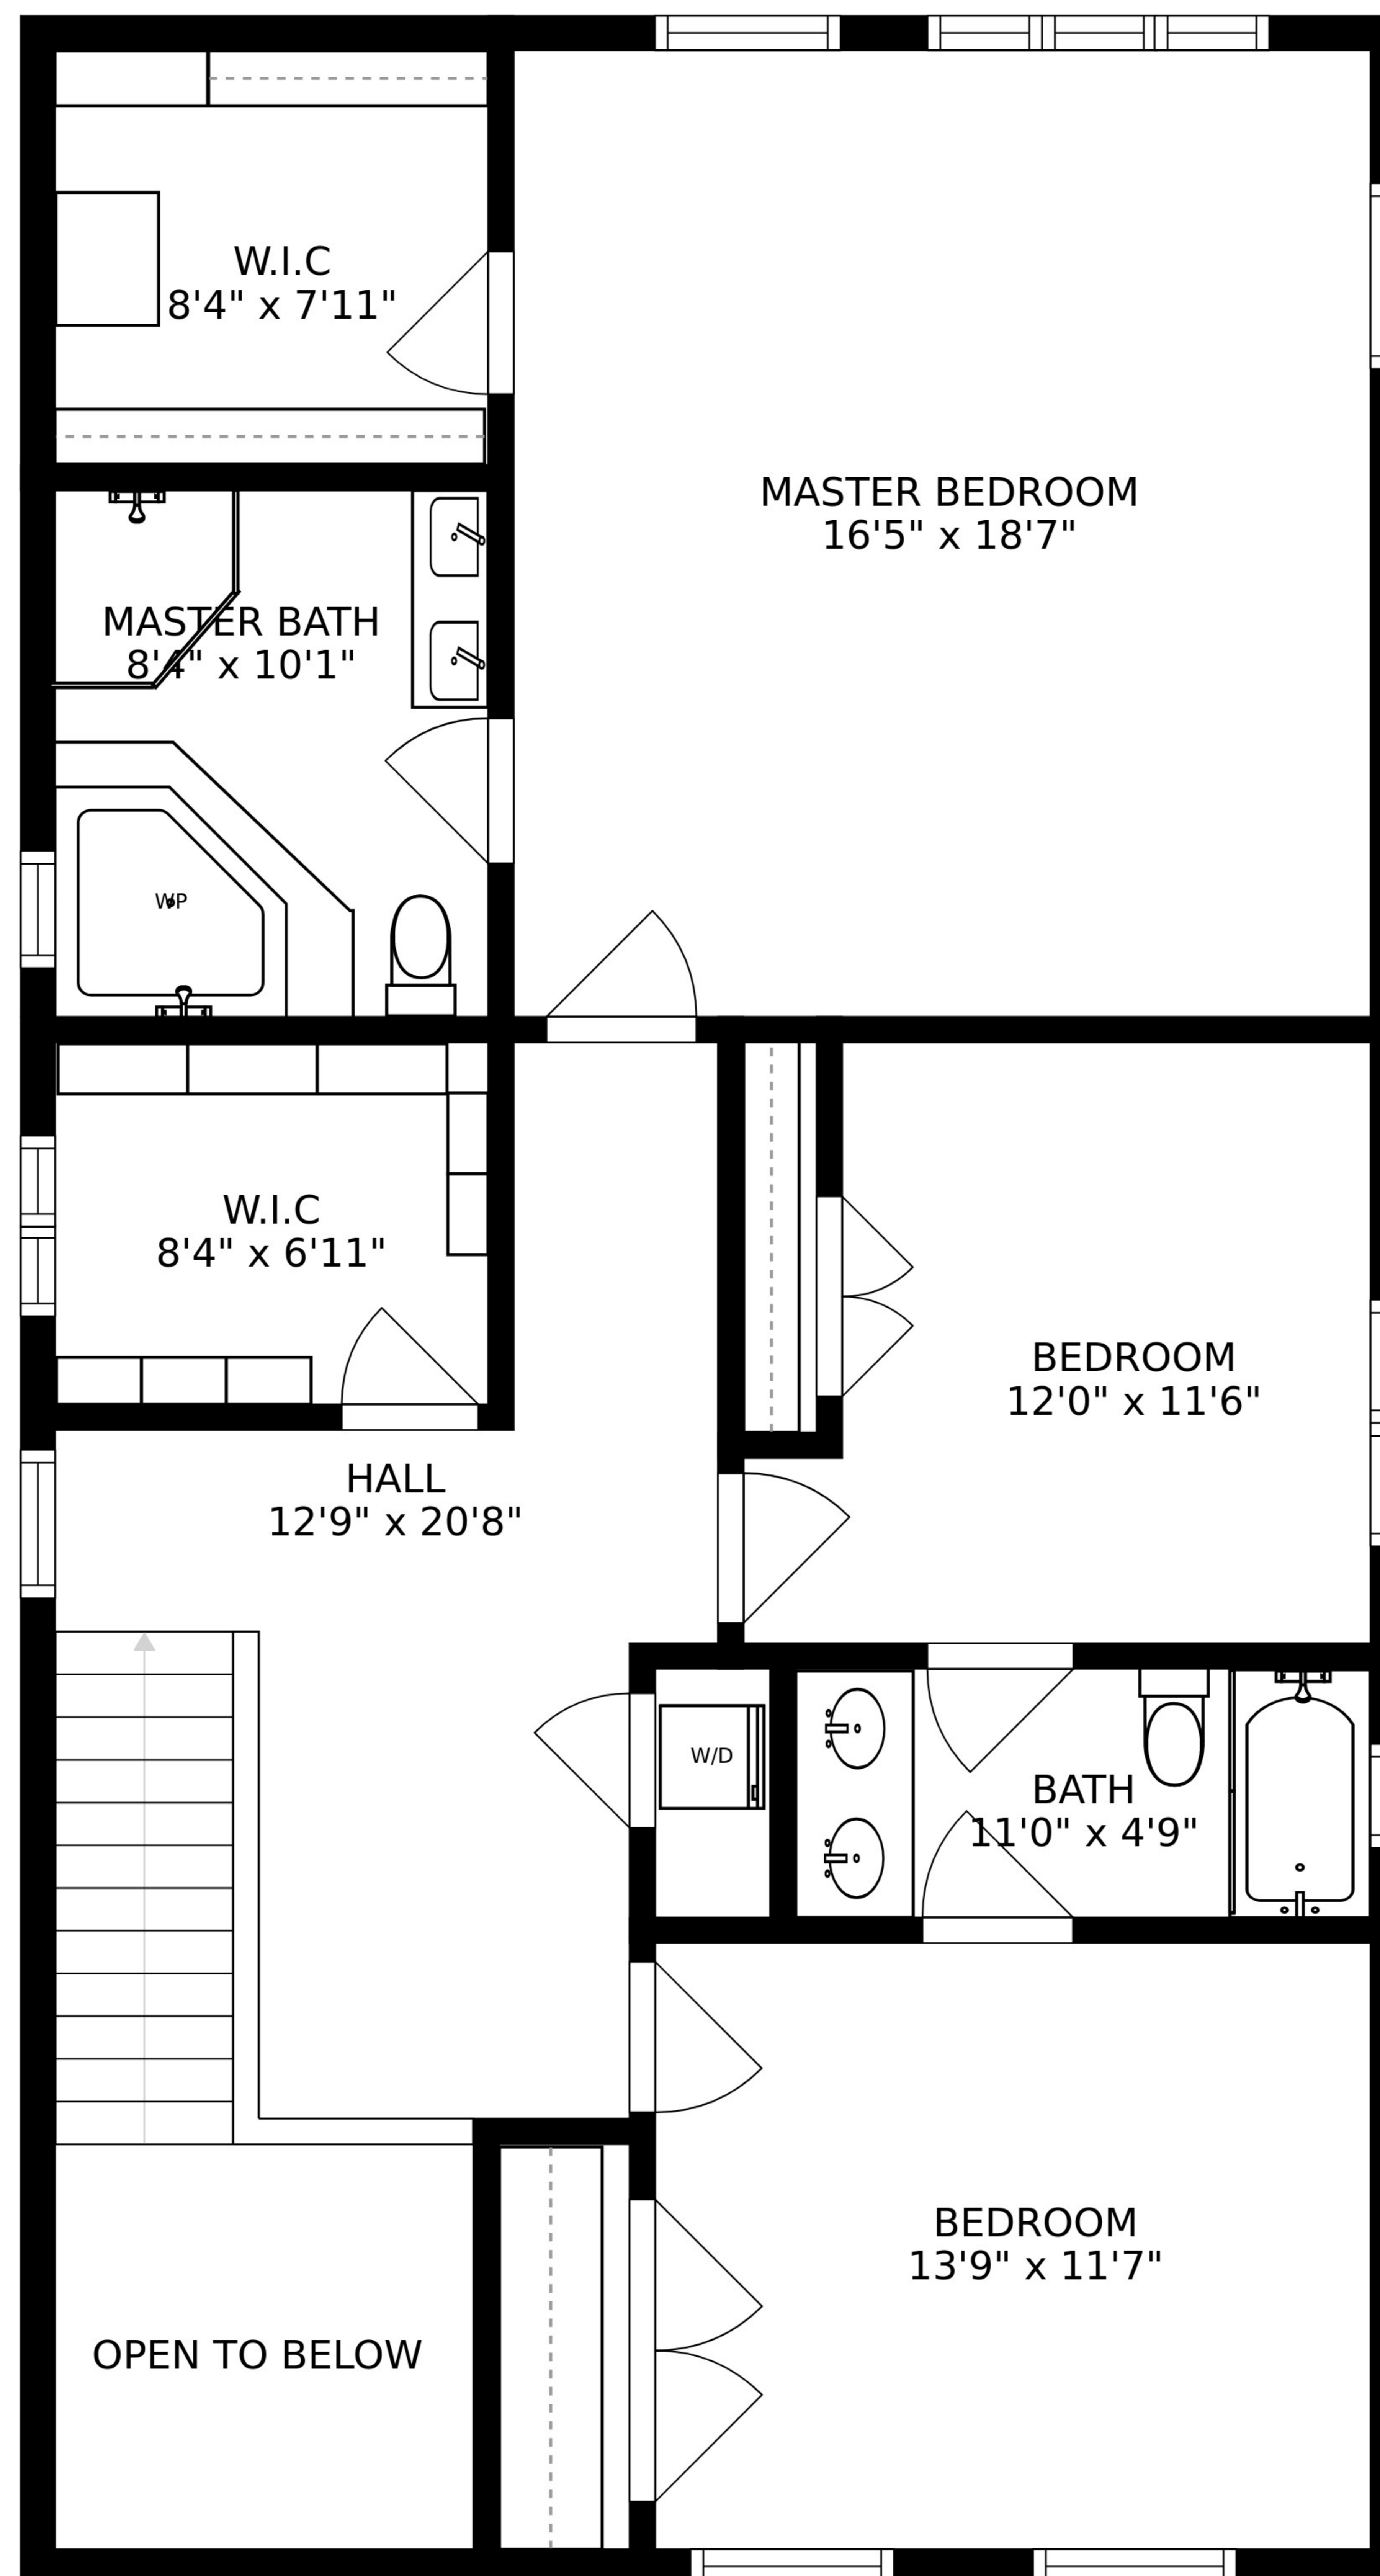 W.I.C
8'4" x 7'11"
MASTER BEDROOM
16'5" x 18'7"
MASTER BATH
8'4" x 10'1"
WP
W.I.C
8'4" x 6'11"
BEDROOM
12'0" x 11'6"
HALL
12'9" x 20'8"
W/D
BATH
11'0" x 4'9"
BEDROOM
13'9" x 11'7"
OPEN TO BELOW